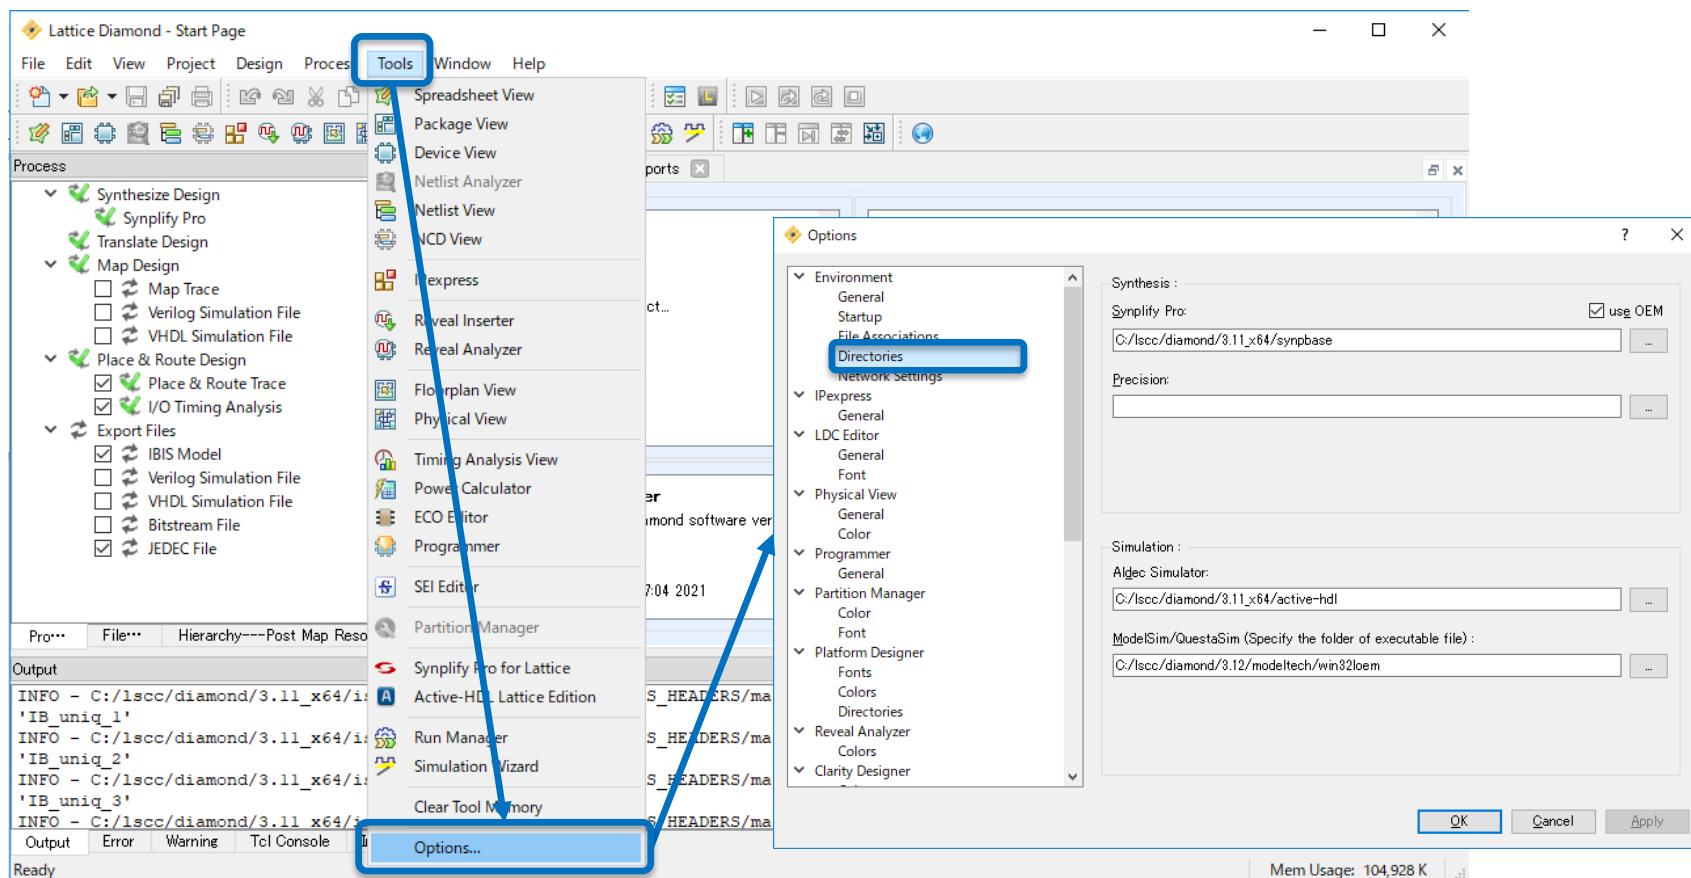 Lattice Diamond - Start Page
File Edit View Project Design Proces Tools Window Help
Process
Synthesize Design
Synplify Pro
Translate Design
Map Design
Map Trace
Verilog Simulation File
VHDL Simulation File
Place & Route Design
Place & Route Trace
I/O Timing Analysis
Export Files
IBIS Model
Verilog Simulation File
VHDL Simulation File
Bitstream File
JEDEC File
Pro··· File··· Hierarchy---Post Map Reso
Spreadsheet View
Package View
Device View
Netlist Analyzer
Netlist View
NCD View
IPexpress
Reveal Inserter
Reveal Analyzer
Floorplan View
Physical View
Timing Analysis View
Power Calculator
ECO Editor
Programmer
SEI Editor
Partition Manager
Synplify Pro for Lattice
Active-HDL Lattice Edition
Run Manager
Simulation Wizard
Clear Tool Memory
Options...
ports
ct...
er
mond software ver
7:04 2021
Output
INFO - C:/lscc/diamond/3.11_x64/i S_HEADERS/ma
'IB_uniq_1'
INFO - C:/lscc/diamond/3.11_x64/i S_HEADERS/ma
'IB_uniq_2'
INFO - C:/lscc/diamond/3.11_x64/i S_HEADERS/ma
'IB_uniq_3'
INFO - C:/lscc/diamond/3.11_x64/i S_HEADERS/ma
Output Error Warning Tcl Console
Ready
Mem Usage: 104,928 K
Options
?
Environment
General
Startup
File Associations
Directories
Network Settings
IPexpress
General
LDC Editor
General
Font
Physical View
General
Color
Programmer
General
Partition Manager
Color
Font
Platform Designer
Fonts
Colors
Directories
Reveal Analyzer
Colors
Clarity Designer
Synthesis :
Synplify Pro: use OEM
C:/lscc/diamond/3.11_x64/synpbase ...
Precision:
...
Simulation :
Aldec Simulator:
C:/lscc/diamond/3.11_x64/active-hdl ...
ModelSim/QuestaSim (Specify the folder of executable file) :
C:/lscc/diamond/3.12/modeltech/win32loem ...
OK Cancel Apply